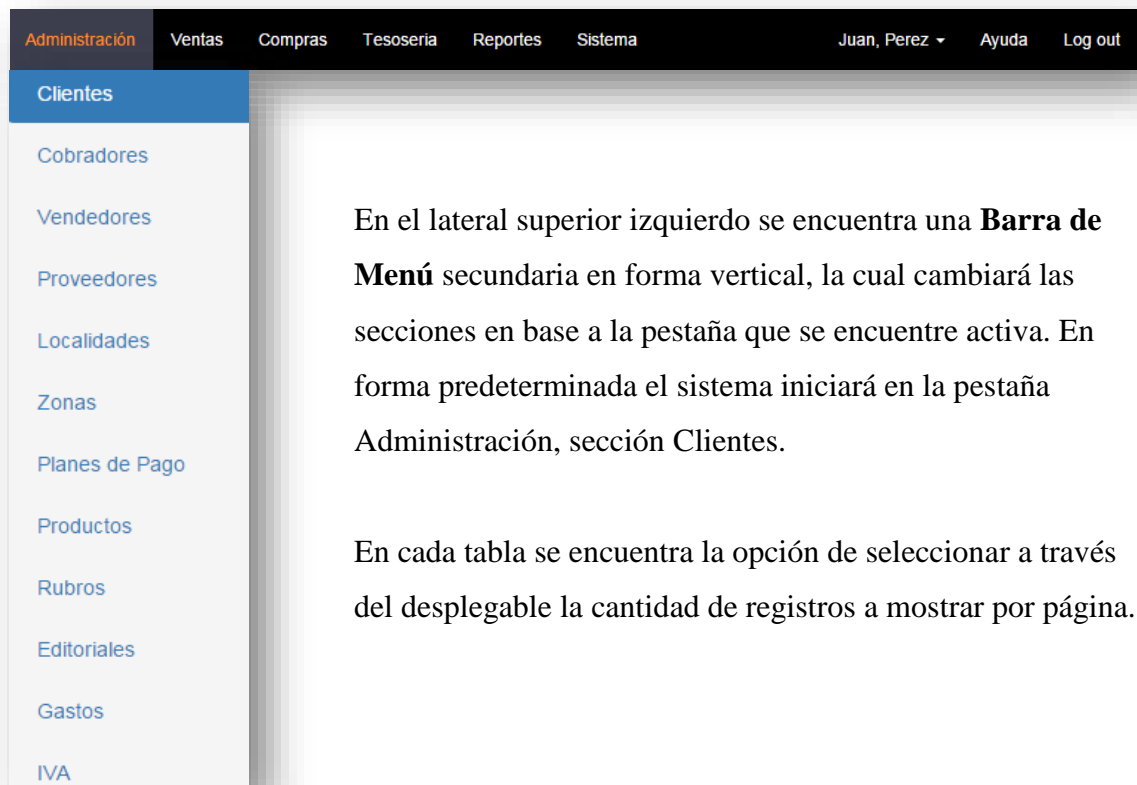 Administración Ventas Compras Tesoseria Reportes Sistema Juan, Perez Ayuda Log out
Clientes
Cobradores
Vendedores
Proveedores
Localidades
Zonas
Planes de Pago
Productos
Rubros
Editoriales
Gastos
IVA
En el lateral superior izquierdo se encuentra una Barra de
Menú secundaria en forma vertical, la cual cambiará las
secciones en base a la pestaña que se encuentre activa. En
forma predeterminada el sistema iniciará en la pestaña
Administración, sección Clientes.
En cada tabla se encuentra la opción de seleccionar a través
del desplegable la cantidad de registros a mostrar por página.